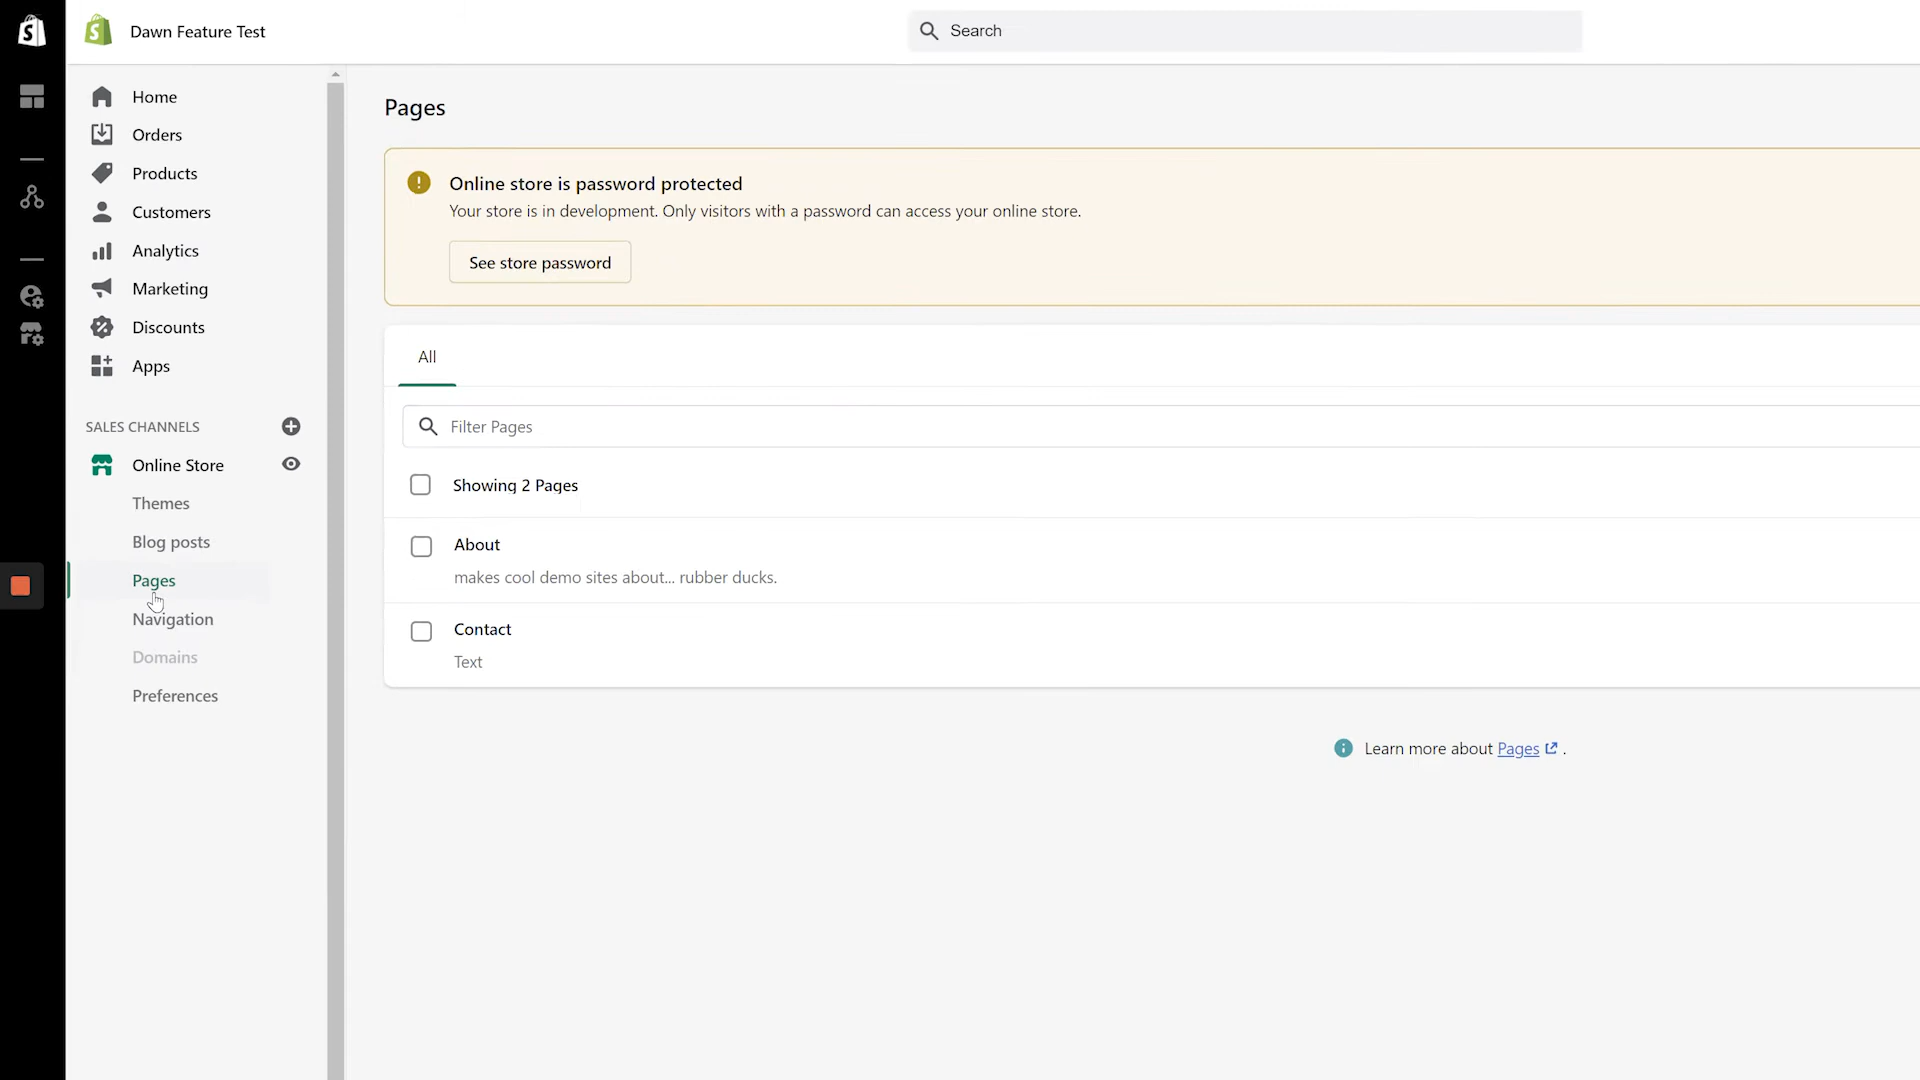 Dawn Feature Test
Search
Home
Orders
Products
Customers
Analytics
Marketing
Discounts
Apps
SALES CHANNELS
Online Store
Themes
Blog posts
Pages
Navigation
Domains
Preferences
Pages
Online store is password protected
Your store is in development. Only visitors with a password can access your online store.
See store password
All
Filter Pages
Showing 2 Pages
About
makes cool demo sites about... rubber ducks.
Contact
Text
Learn more about Pages .